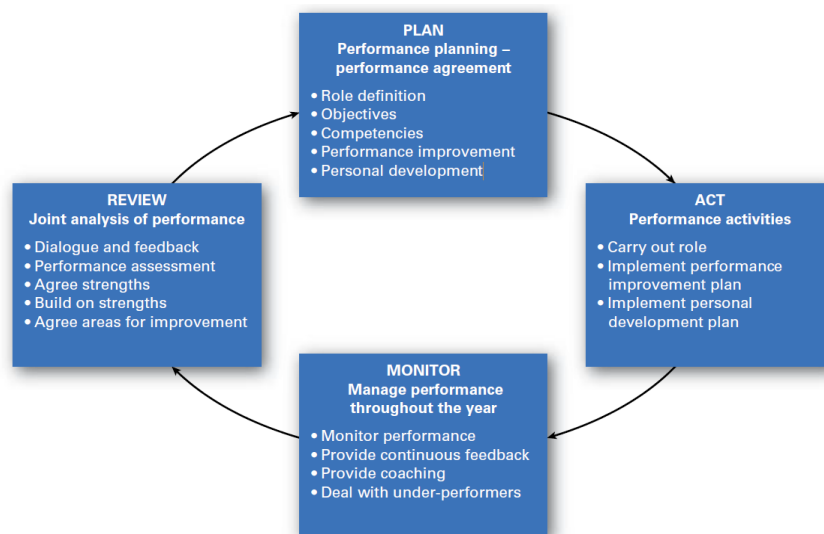 PLAN
Performance planning –
performance agreement
• Role definition
• Objectives
• Competencies
• Performance improvement
• Personal development
ACT
Performance activities
• Carry out role
• Implement performance
improvement plan
• Implement personal
development plan
MONITOR
Manage performance
throughout the year
• Monitor performance
• Provide continuous feedback
• Provide coaching
• Deal with under-performers
REVIEW
Joint analysis of performance
• Dialogue and feedback
• Performance assessment
• Agree strengths
• Build on strengths
• Agree areas for improvement